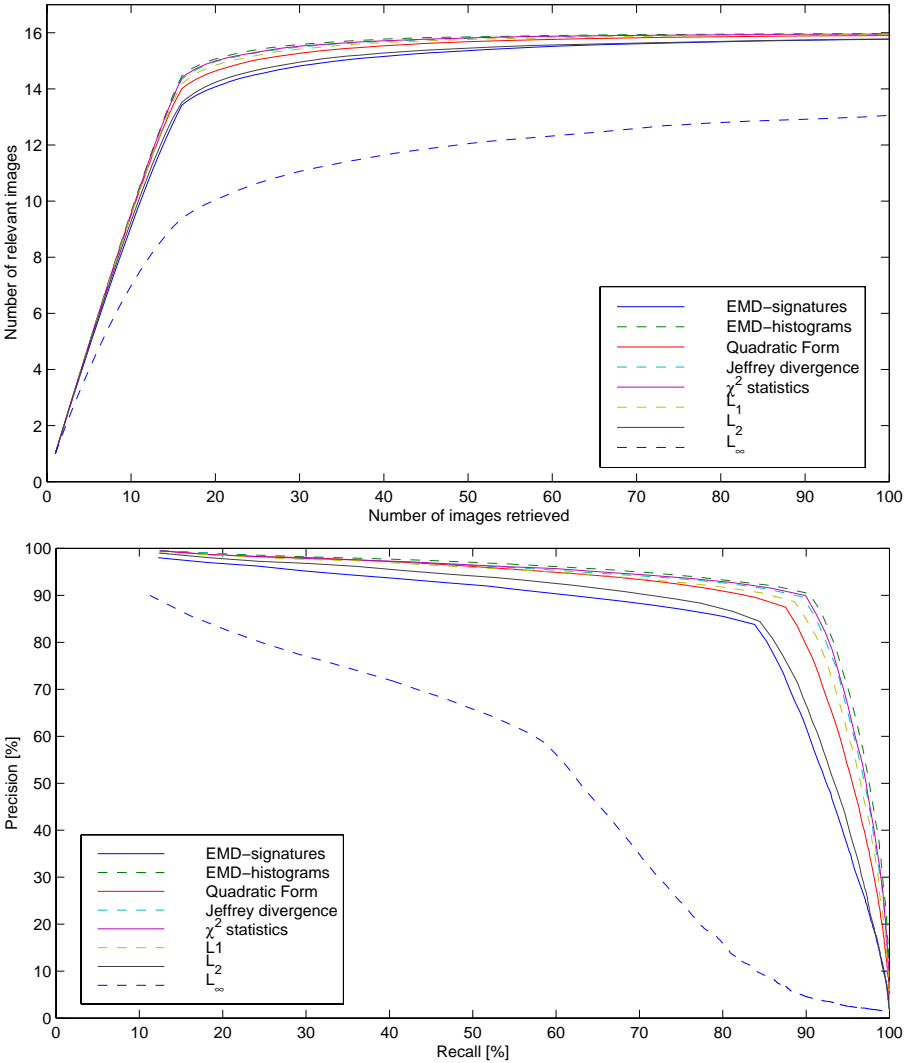 16
14
12
10
8
6
4
2
0
Number of relevant images
EMD−signatures
EMD−histograms
Quadratic Form
Jeffrey divergence
χ² statistics
L₁
L₂
L∞
0 10 20 30 40 50 60 70 80 90 100
Number of images retrieved
100
90
80
70
60
50
40
30
20
10
0
Precision [%]
EMD−signatures
EMD−histograms
Quadratic Form
Jeffrey divergence
χ² statistics
L1
L₂
L∞
0 10 20 30 40 50 60 70 80 90 100
Recall [%]